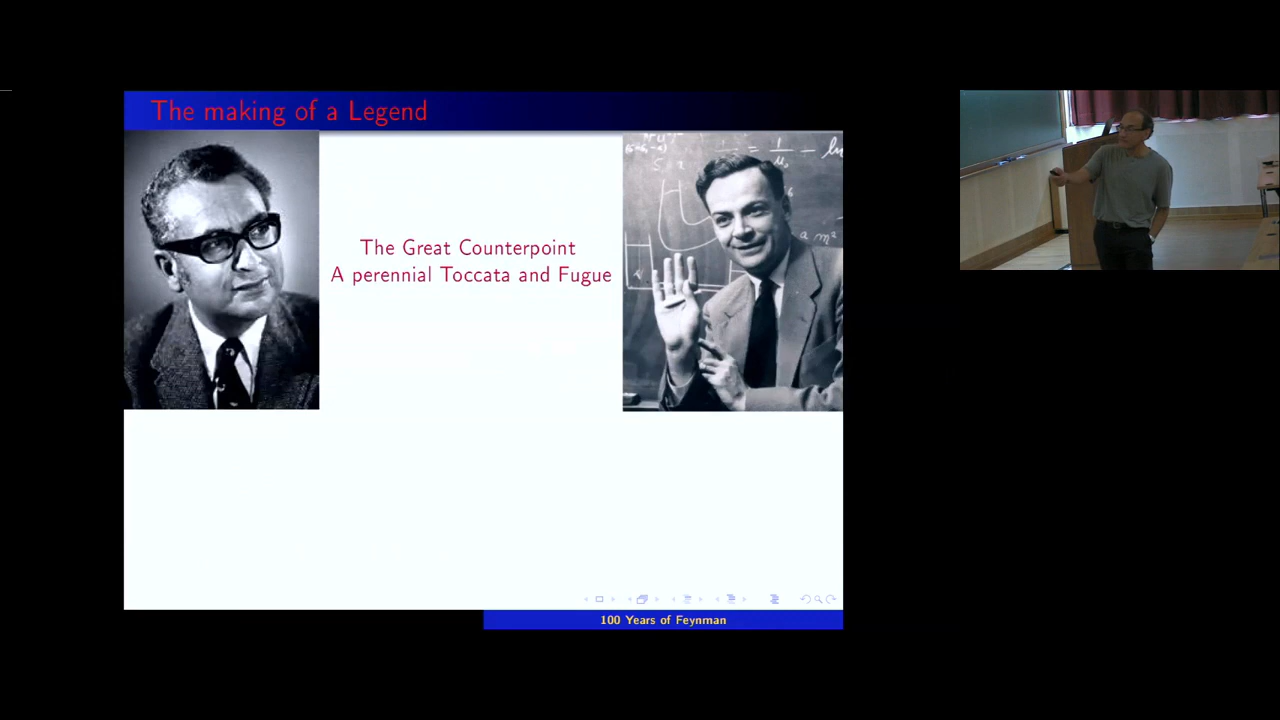 The making of a Legend
The Great Counterpoint
A perennial Toccata and Fugue
100 Years of Feynman